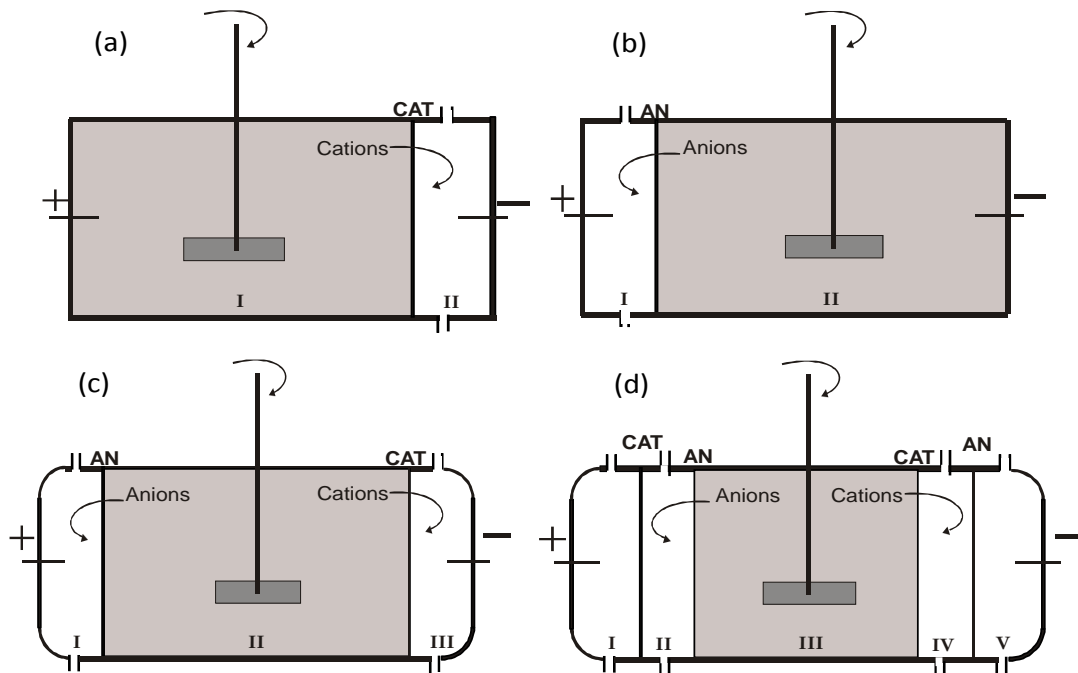 (a)
CAT
Cations
+
−
I
II
(b)
AN
Anions
+
−
I
II
(c)
AN
CAT
Anions
Cations
+
−
I
II
III
(d)
CAT
AN
CAT
AN
Anions
Cations
+
−
I
II
III
IV
V